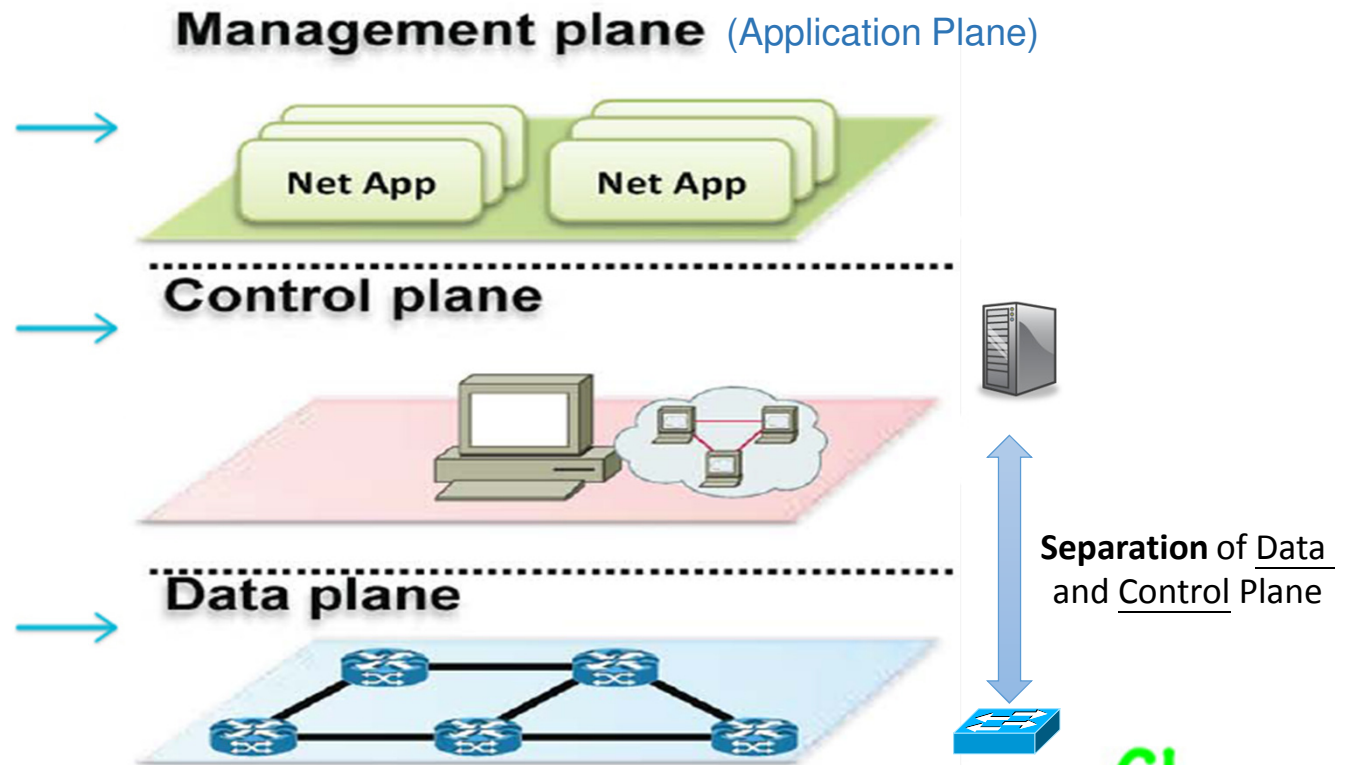 Management plane (Application Plane)
Net App Net App
Control plane
Separation of Data
and Control Plane
Data plane